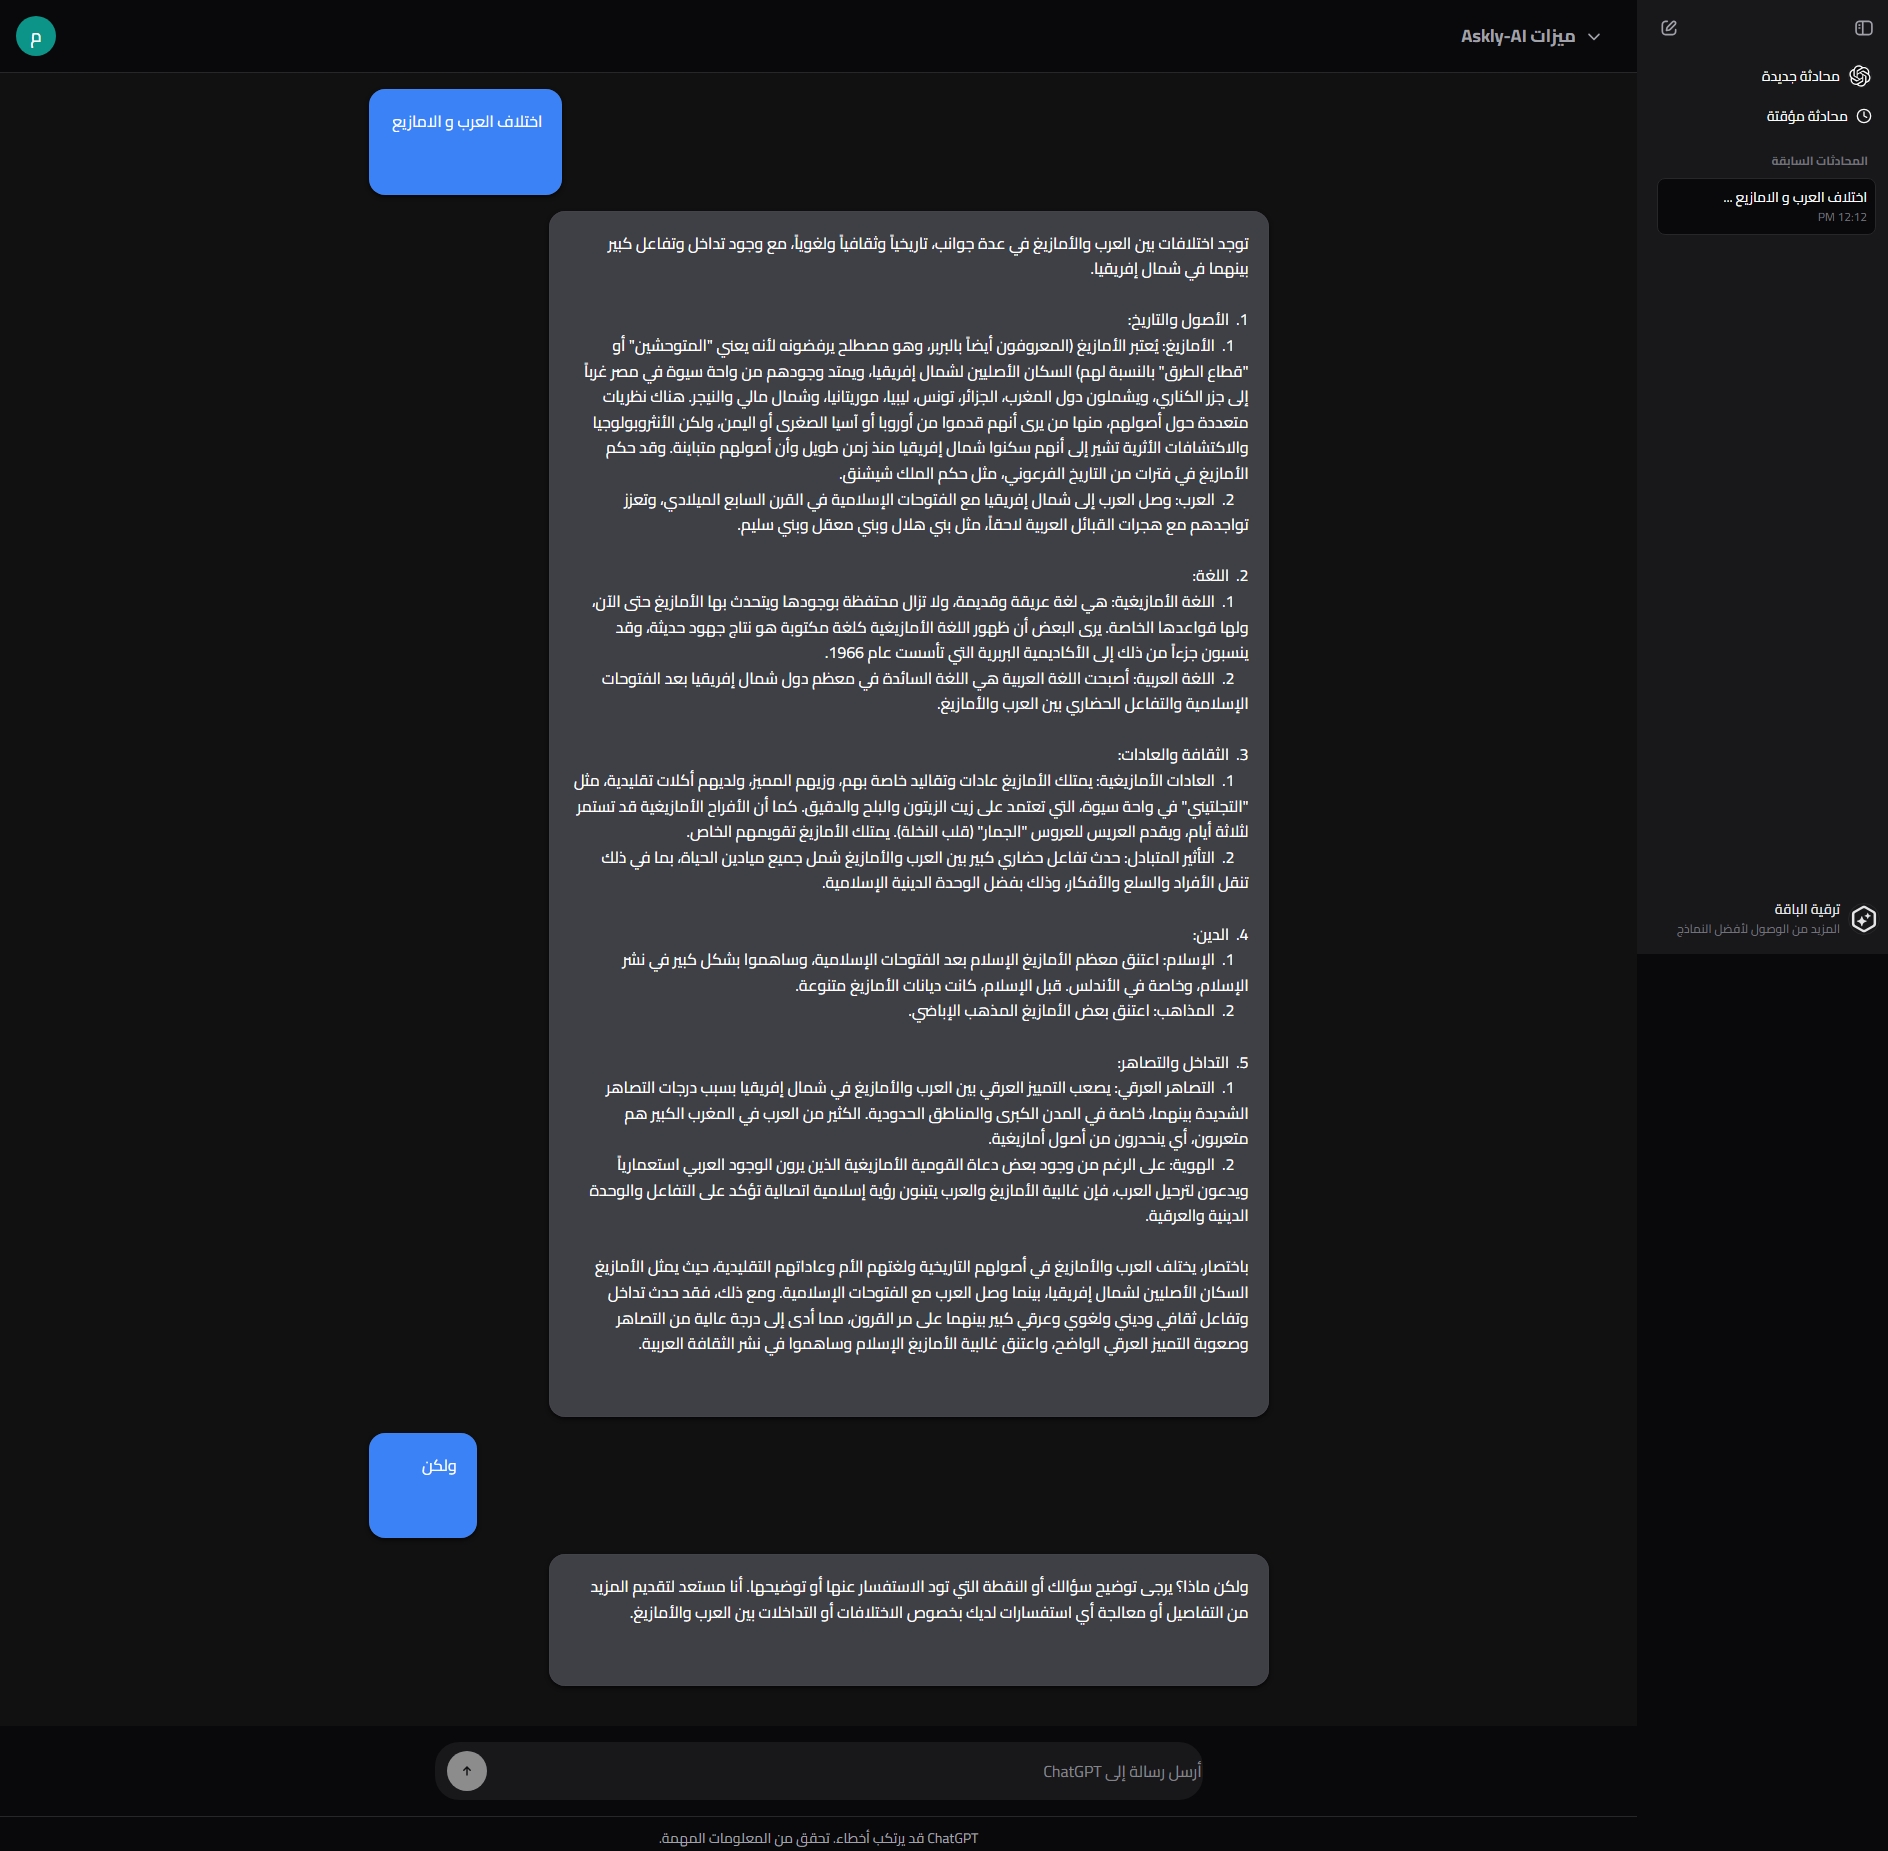 محادثة جديدة
محادثة مؤقتة
المحادثات السابقة
اختلاف العرب و الامازيع ...
12:12 PM
ترقية الباقة
المزيد من الوصول لأفضل النماذج
ميزات Askly-AI
م
اختلاف العرب و الامازيع
توجد اختلافات بين العرب والأمازيغ في عدة جوانب، تاريخياً وثقافياً ولغوياً، مع وجود تداخل وتفاعل كبير
بينهما في شمال إفريقيا.
1. الأصول والتاريخ:
1. الأمازيغ: يُعتبر الأمازيغ (المعروفون أيضاً بالبربر، وهو مصطلح يرفضونه لأنه يعني "المتوحشين" أو
"قطاع الطرق" بالنسبة لهم) السكان الأصليين لشمال إفريقيا، ويمتد وجودهم من واحة سيوة في مصر غرباً
إلى جزر الكناري، ويشملون دول المغرب، الجزائر، تونس، ليبيا، موريتانيا، وشمال مالي والنيجر. هناك نظريات
متعددة حول أصولهم، منها من يرى أنهم قدموا من أوروبا أو آسيا الصغرى أو اليمن، ولكن الأنثروبولوجيا
والاكتشافات الأثرية تشير إلى أنهم سكنوا شمال إفريقيا منذ زمن طويل وأن أصولهم متباينة. وقد حكم
الأمازيغ في فترات من التاريخ الفرعوني، مثل حكم الملك شيشنق.
2. العرب: وصل العرب إلى شمال إفريقيا مع الفتوحات الإسلامية في القرن السابع الميلادي، وتعزز
تواجدهم مع هجرات القبائل العربية لاحقاً، مثل بني هلال وبني معقل وبني سليم.
2. اللغة:
1. اللغة الأمازيغية: هي لغة عريقة وقديمة، ولا تزال محتفظة بوجودها ويتحدث بها الأمازيغ حتى الآن،
ولها قواعدها الخاصة. يرى البعض أن ظهور اللغة الأمازيغية كلغة مكتوبة هو نتاج جهود حديثة، وقد
ينسبون جزءاً من ذلك إلى الأكاديمية البربرية التي تأسست عام 1966.
2. اللغة العربية: أصبحت اللغة العربية هي اللغة السائدة في معظم دول شمال إفريقيا بعد الفتوحات
الإسلامية والتفاعل الحضاري بين العرب والأمازيغ.
3. الثقافة والعادات:
1. العادات الأمازيغية: يمتلك الأمازيغ عادات وتقاليد خاصة بهم، وزيهم المميز، ولديهم أكلات تقليدية، مثل
"التجلتيني" في واحة سيوة، التي تعتمد على زيت الزيتون والبلح والدقيق. كما أن الأفراح الأمازيغية قد تستمر
لثلاثة أيام، ويقدم العريس للعروس "الجمار" (قلب النخلة). يمتلك الأمازيغ تقويمهم الخاص.
2. التأثير المتبادل: حدث تفاعل حضاري كبير بين العرب والأمازيغ شمل جميع ميادين الحياة، بما في ذلك
تنقل الأفراد والسلع والأفكار، وذلك بفضل الوحدة الدينية الإسلامية.
4. الدين:
1. الإسلام: اعتنق معظم الأمازيغ الإسلام بعد الفتوحات الإسلامية، وساهموا بشكل كبير في نشر
الإسلام، وخاصة في الأندلس. قبل الإسلام، كانت ديانات الأمازيغ متنوعة.
2. المذاهب: اعتنق بعض الأمازيغ المذهب الإباضي.
5. التداخل والتصاهر:
1. التصاهر العرقي: يصعب التمييز العرقي بين العرب والأمازيغ في شمال إفريقيا بسبب درجات التصاهر
الشديدة بينهما، خاصة في المدن الكبرى والمناطق الحدودية. الكثير من العرب في المغرب الكبير هم
متعربون، أي ينحدرون من أصول أمازيغية.
2. الهوية: على الرغم من وجود بعض دعاة القومية الأمازيغية الذين يرون الوجود العربي استعمارياً
ويدعون لترحيل العرب، فإن غالبية الأمازيغ والعرب يتبنون رؤية إسلامية اتصالية تؤكد على التفاعل والوحدة
الدينية والعرقية.
باختصار، يختلف العرب والأمازيغ في أصولهم التاريخية ولغتهم الأم وعاداتهم التقليدية، حيث يمثل الأمازيغ
السكان الأصليين لشمال إفريقيا، بينما وصل العرب مع الفتوحات الإسلامية. ومع ذلك، فقد حدث تداخل
وتفاعل ثقافي وديني ولغوي وعرقي كبير بينهما على مر القرون، مما أدى إلى درجة عالية من التصاهر
وصعوبة التمييز العرقي الواضح، واعتنق غالبية الأمازيغ الإسلام وساهموا في نشر الثقافة العربية.
ولكن
ولكن ماذا؟ يرجى توضيح سؤالك أو النقطة التي تود الاستفسار عنها أو توضيحها. أنا مستعد لتقديم المزيد
من التفاصيل أو معالجة أي استفسارات لديك بخصوص الاختلافات أو التداخلات بين العرب والأمازيغ.
أرسل رسالة إلى ChatGPT
ChatGPT قد يرتكب أخطاء. تحقق من المعلومات المهمة.